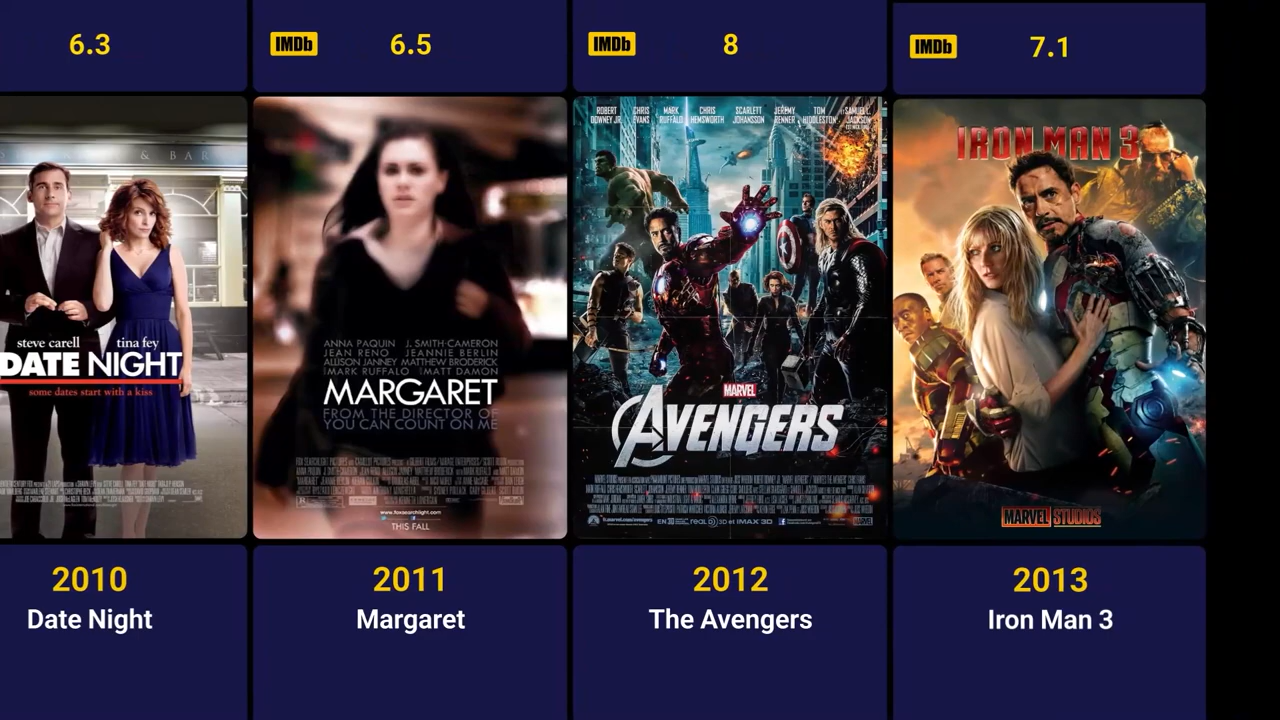 6.3
IMDb 6.5
IMDb 8
IMDb 7.1
& BAR
steve carell tina fey
DATE NIGHT
some dates start with a kiss
ANNA PAQUIN J. SMITH-CAMERON
JEAN RENO JEANNIE BERLIN
ALLISON JANNEY MATTHEW BRODERICK
MARK RUFFALO MATT DAMON
MARGARET
FROM THE DIRECTOR OF
YOU CAN COUNT ON ME
www.foxsearchlight.com
THIS FALL
ROBERT DOWNEY JR
CHRIS EVANS
MARK RUFFALO
CHRIS HEMSWORTH
SCARLETT JOHANSSON
JEREMY RENNER
TOM HIDDLESTON
SAMUEL L. JACKSON
MARVEL
AVENGERS
IRON MAN 3
MARVEL STUDIOS
2010
Date Night
2011
Margaret
2012
The Avengers
2013
Iron Man 3